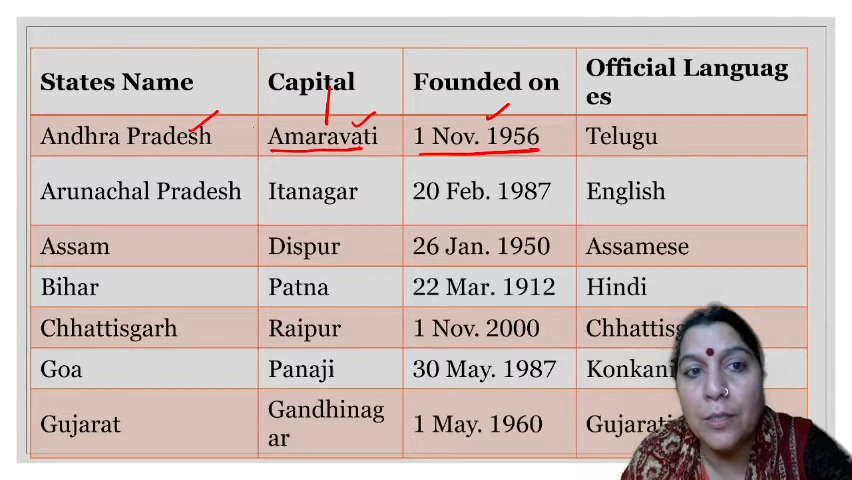 States Name Capital Founded on Official Languag
es
Andhra Pradesh Amaravati 1 Nov. 1956 Telugu
Arunachal Pradesh Itanagar 20 Feb. 1987 English
Assam Dispur 26 Jan. 1950 Assamese
Bihar Patna 22 Mar. 1912 Hindi
Chhattisgarh Raipur 1 Nov. 2000
Goa Panaji 30 May. 1987 Konkani
Gujarat Gandhinag 1 May. 1960 Gujarati
ar